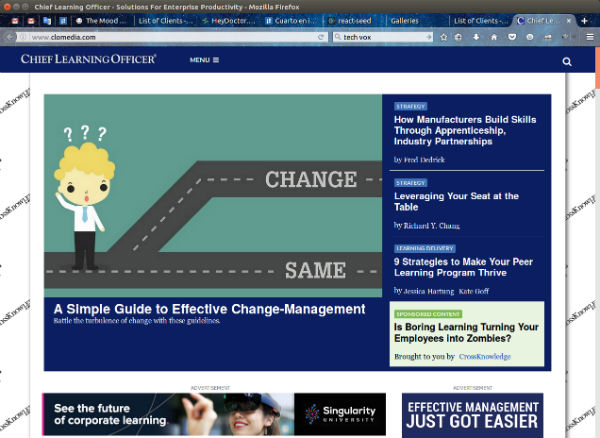 Chief Learning Officer - Solutions For Enterprise Productivity - Mozilla Firefox
The Mood ...
List of Clients -...
HeyDoctor...
Cuarto en i...
react-seed
Galleries
List of Clients -...
Chief Le...
www.clomedia.com
tech vox
CHIEF LEARNING OFFICER
MENU
? ? ?
CHANGE
SAME
A Simple Guide to Effective Change-Management
Battle the turbulence of change with these guidelines.
STRATEGY
How Manufacturers Build Skills
Through Apprenticeship,
Industry Partnerships
by Fred Dedrick
STRATEGY
Leveraging Your Seat at the
Table
by Richard Y. Chang
LEARNING DELIVERY
9 Strategies to Make Your Peer
Learning Program Thrive
by Jessica Hartung Kate Goff
SPONSORED CONTENT
Is Boring Learning Turning Your
Employees into Zombies?
Brought to you by CrossKnowledge
ADVERTISEMENT
See the future
of corporate learning.
Singularity
UNIVERSITY
ADVERTISEMENT
EFFECTIVE MANAGEMENT
JUST GOT EASIER